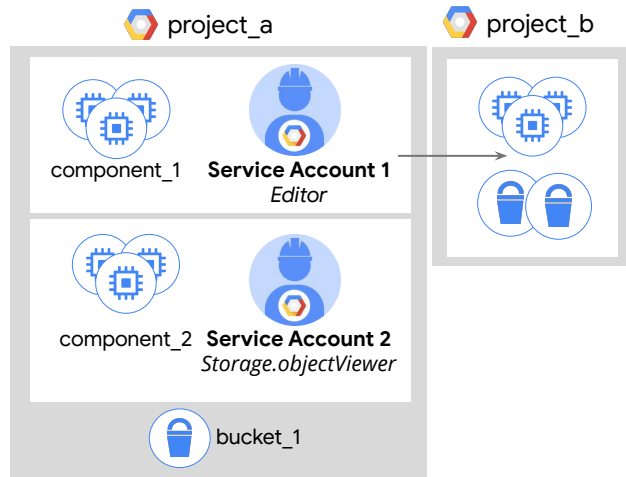 project_a
project_b
component_1
Service Account 1
Editor
component_2
Service Account 2
Storage.objectViewer
bucket_1